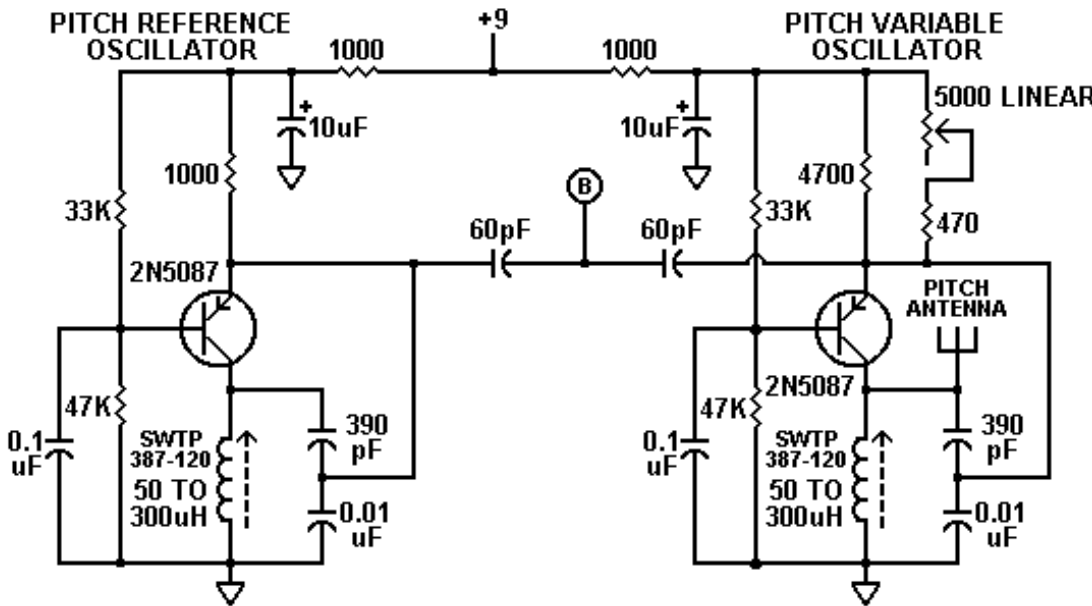 PITCH REFERENCE
OSCILLATOR
+9
PITCH VARIABLE
OSCILLATOR
1000
1000
5000 LINEAR
+
10uF
+
10uF
1000
4700
33K
33K
470
B
60pF
60pF
2N5087
PITCH
ANTENNA
2N5087
47K
47K
390
pF
390
pF
0.1
uF
0.1
uF
SWTP
387-120
50 TO
300uH
SWTP
387-120
50 TO
300uH
0.01
uF
0.01
uF